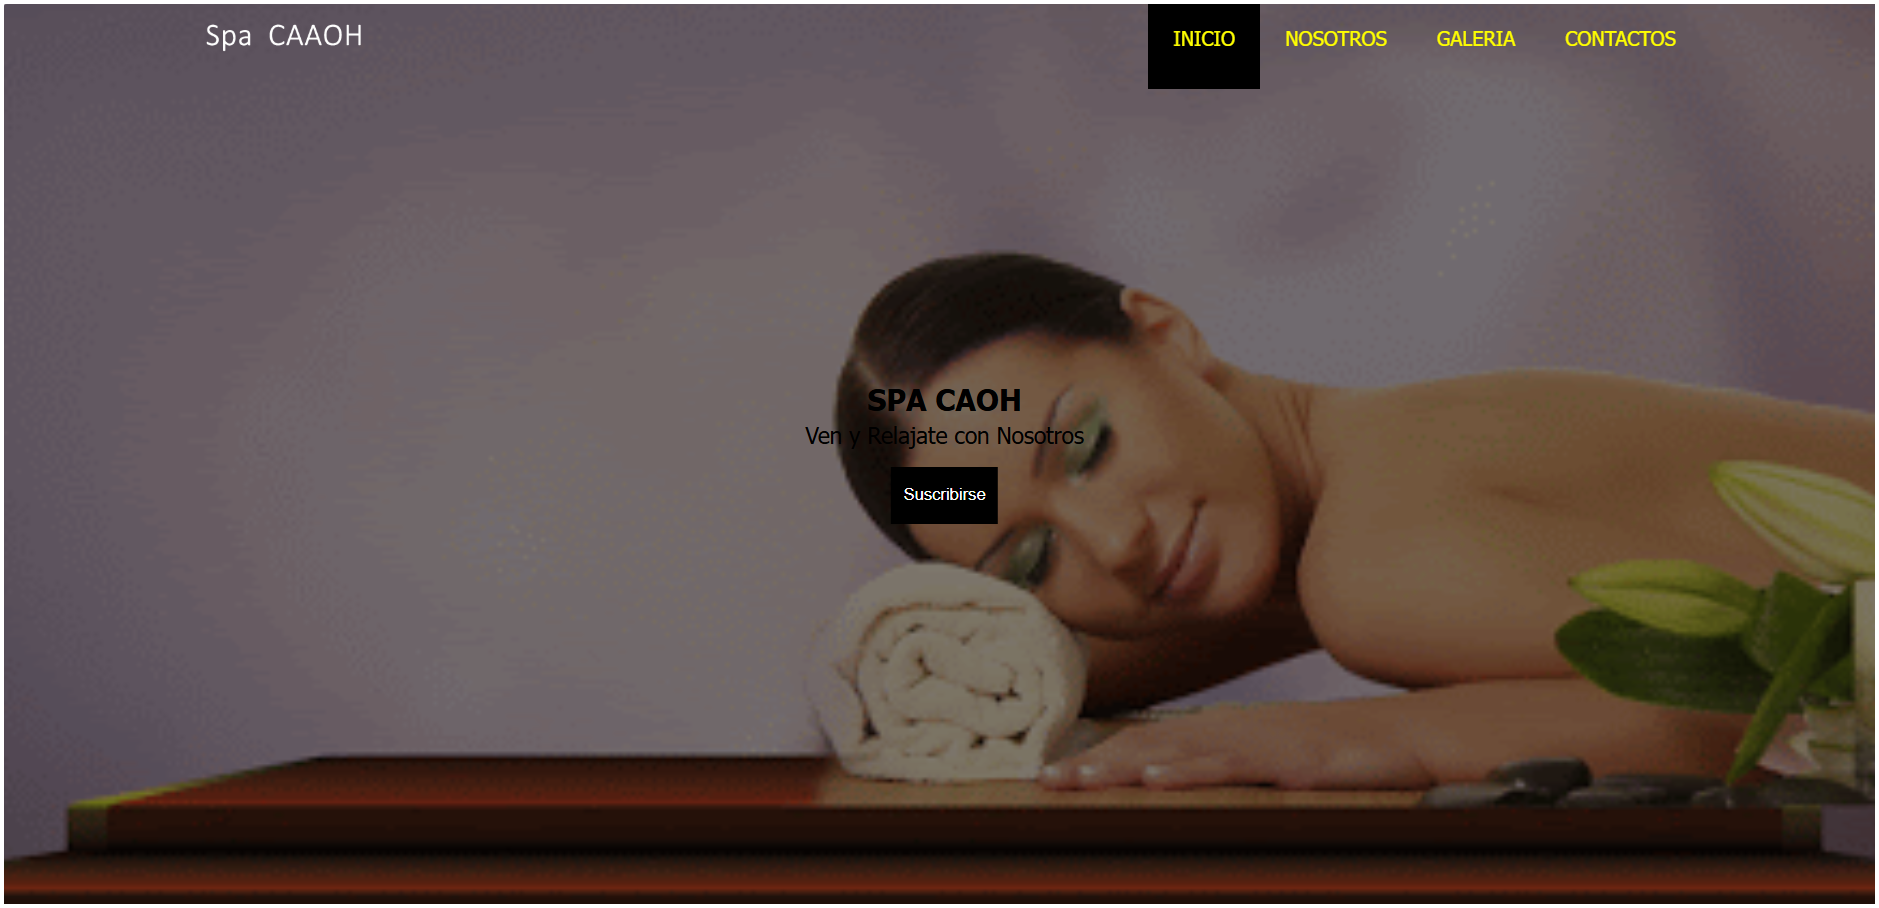 Spa CAAOH
INICIO NOSOTROS GALERIA CONTACTOS
SPA CAOH
Ven y Relajate con Nosotros
Suscribirse